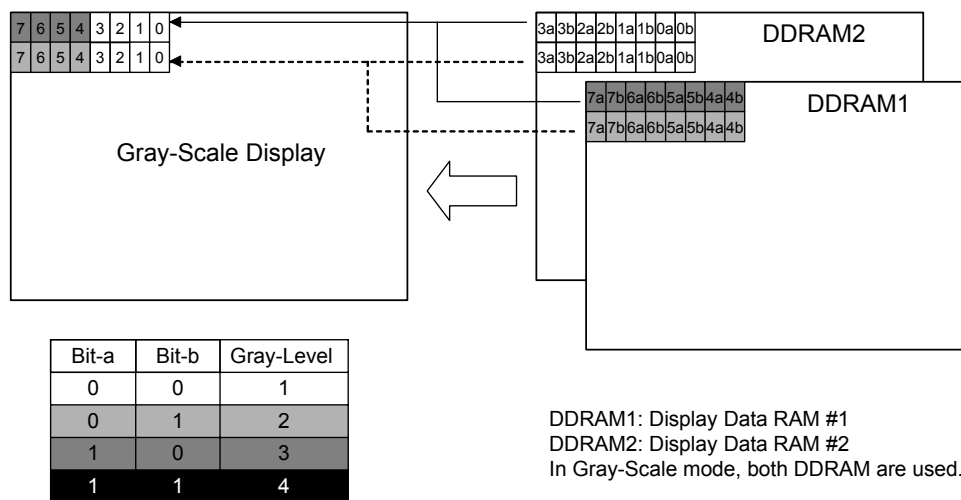 7 6 5 4 3 2 1 0
7 6 5 4 3 2 1 0
Gray-Scale Display
3a 3b 2a 2b 1a 1b 0a 0b
3a 3b 2a 2b 1a 1b 0a 0b
DDRAM2
7a 7b 6a 6b 5a 5b 4a 4b
7a 7b 6a 6b 5a 5b 4a 4b
DDRAM1
Bit-a Bit-b Gray-Level
0 0 1
0 1 2
1 0 3
1 1 4
DDRAM1: Display Data RAM #1
DDRAM2: Display Data RAM #2
In Gray-Scale mode, both DDRAM are used.